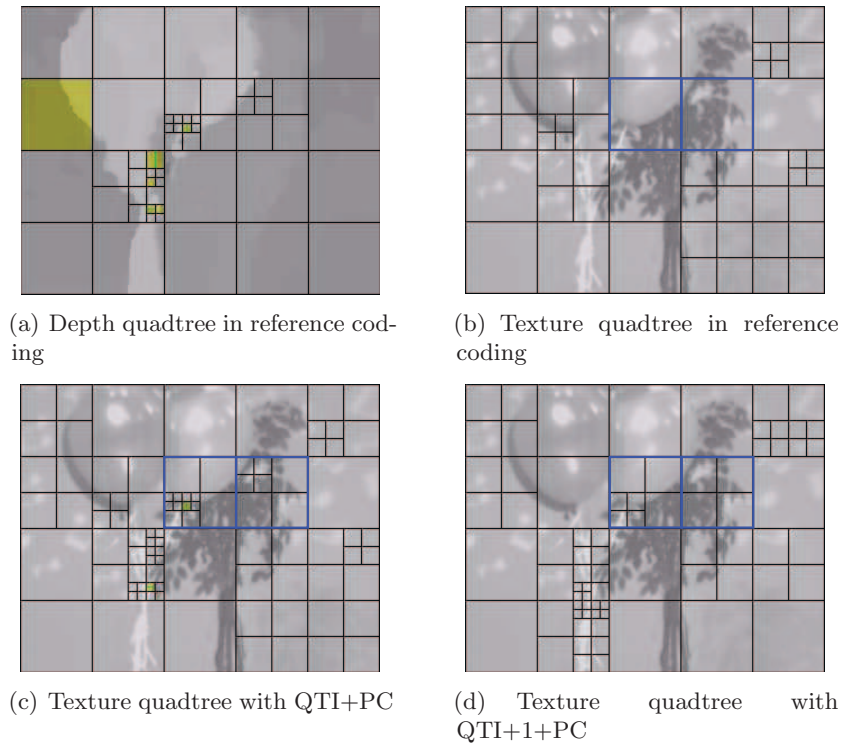 (a) Depth quadtree in reference cod-
ing
(b) Texture quadtree in reference
coding
(c) Texture quadtree with QTI+PC
(d) Texture quadtree with
QTI+1+PC